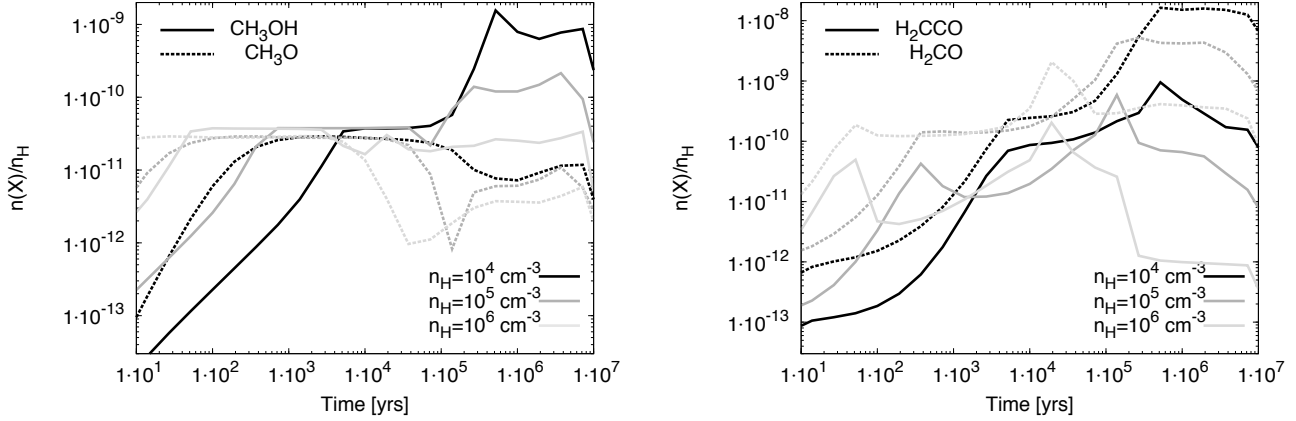 CH₃OH
CH₃O
n_H=10⁴ cm⁻³
n_H=10⁵ cm⁻³
n_H=10⁶ cm⁻³
n(X)/n_H
1·10⁻⁹
1·10⁻¹⁰
1·10⁻¹¹
1·10⁻¹²
1·10⁻¹³
1·10¹ 1·10² 1·10³ 1·10⁴ 1·10⁵ 1·10⁶ 1·10⁷
Time [yrs]
H₂CCO
H₂CO
n_H=10⁴ cm⁻³
n_H=10⁵ cm⁻³
n_H=10⁶ cm⁻³
n(X)/n_H
1·10⁻⁸
1·10⁻⁹
1·10⁻¹⁰
1·10⁻¹¹
1·10⁻¹²
1·10⁻¹³
1·10¹ 1·10² 1·10³ 1·10⁴ 1·10⁵ 1·10⁶ 1·10⁷
Time [yrs]